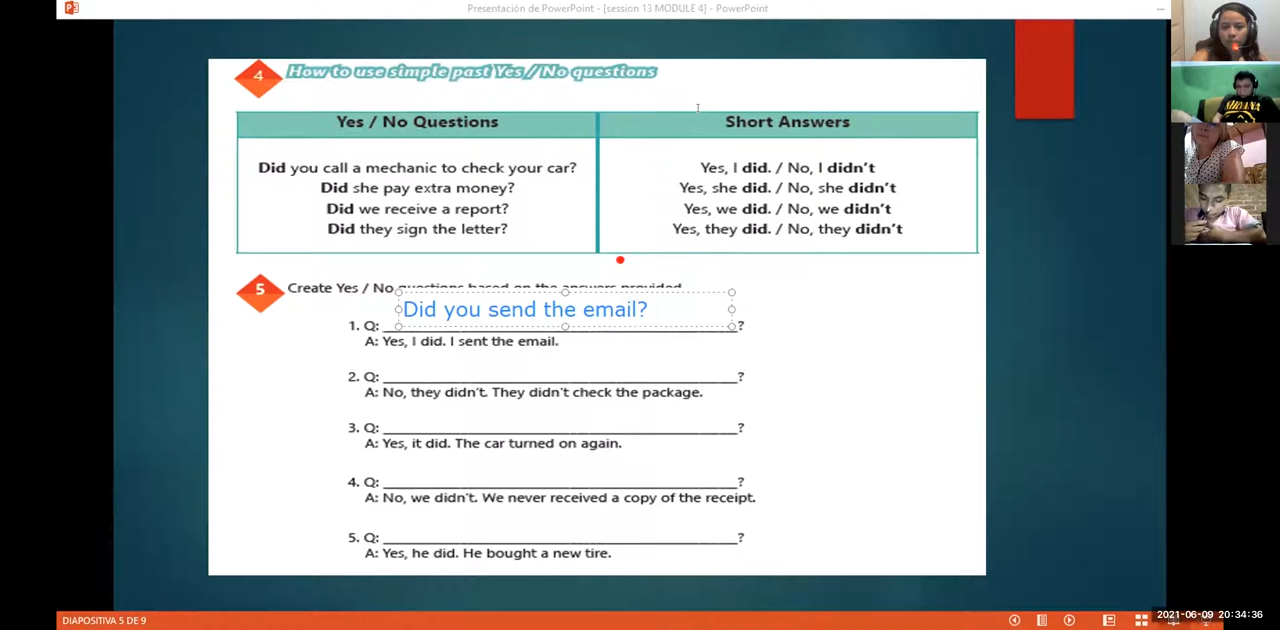 Presentación de PowerPoint - [session 13 MODULE 4] - PowerPoint
4 How to use simple past Yes / No questions
Yes / No Questions
Did you call a mechanic to check your car?
Did she pay extra money?
Did we receive a report?
Did they sign the letter?
Short Answers
Yes, I did. / No, I didn't
Yes, she did. / No, she didn't
Yes, we did. / No, we didn't
Yes, they did. / No, they didn't
5 Create Yes / No questions based on the answers provided.
Did you send the email?
1. Q: ?
A: Yes, I did. I sent the email.
2. Q: ?
A: No, they didn't. They didn't check the package.
3. Q: ?
A: Yes, it did. The car turned on again.
4. Q: ?
A: No, we didn't. We never received a copy of the receipt.
5. Q: ?
A: Yes, he did. He bought a new tire.
NIRVANA
DIAPOSITIVA 5 DE 9
2021-06-09 20:34:36